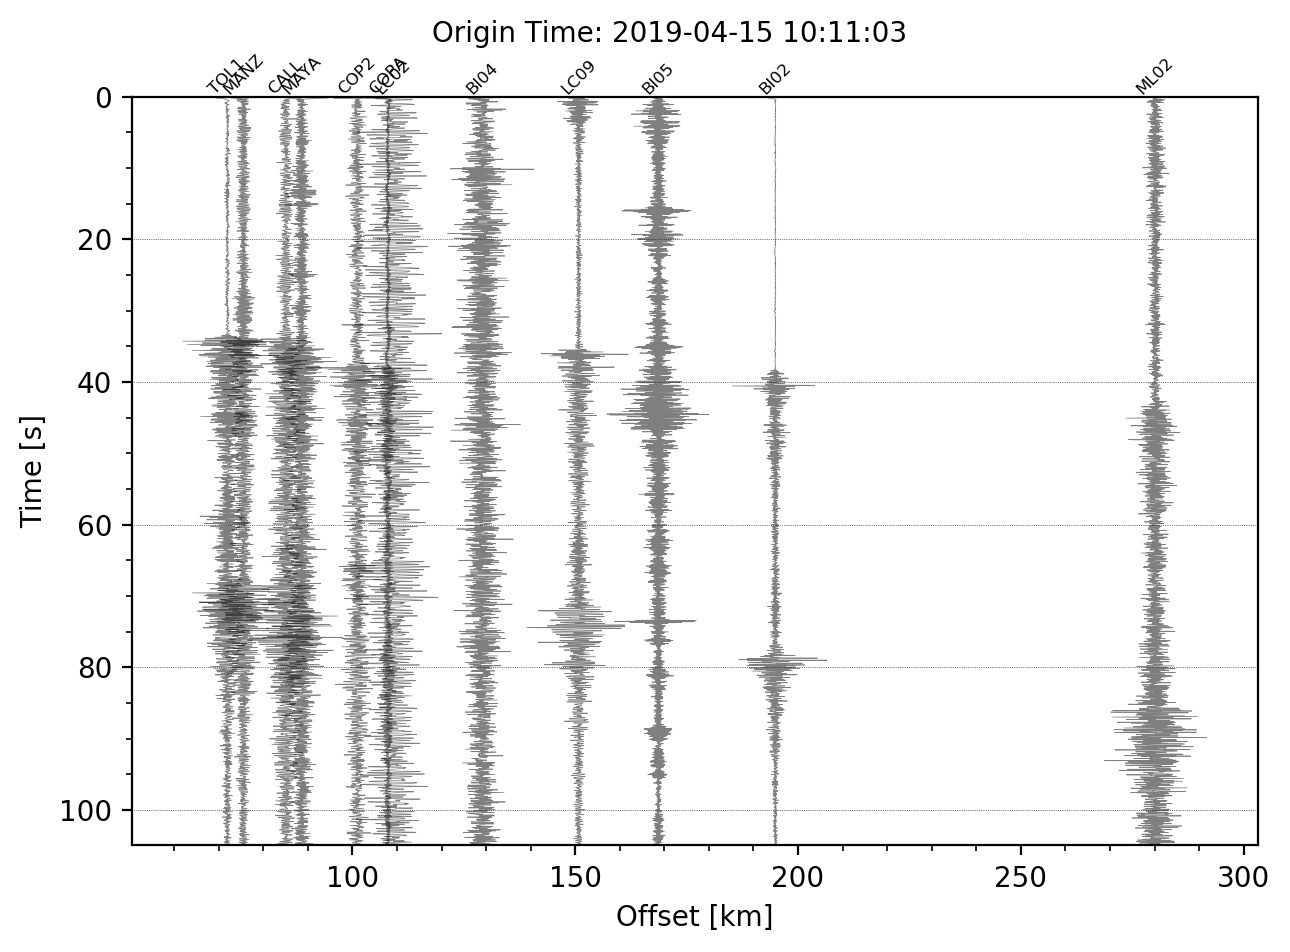 Origin Time: 2019-04-15 10:11:03
TOL1 MANZ CALL MAYA COP2 CORA LC02 BI04 LC09 BI05 BI02 ML02
0
20
40
60
80
100
Time [s]
100 150 200 250 300
Offset [km]